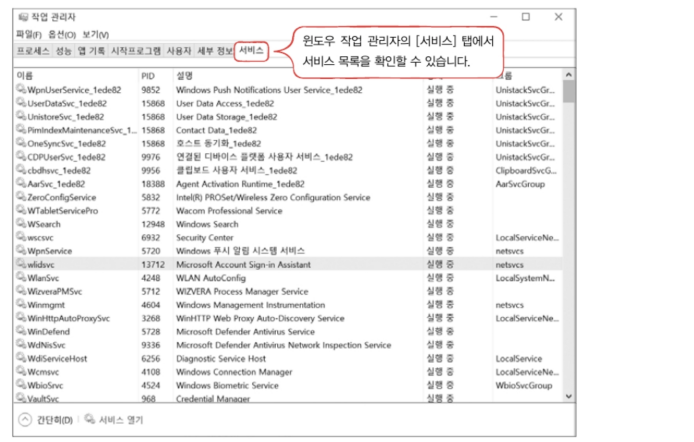 작업 관리자
파일(F) 옵션(O) 보기(V)
프로세스 성능 앱 기록 시작프로그램 사용자 세부 정보 서비스
윈도우 작업 관리자의 [서비스] 탭에서
서비스 목록을 확인할 수 있습니다.
이름 PID 설명 룹
WpnUserService_1ede82 9852 Windows Push Notifications User Service_1ede82 실행 중 UnistackSvcGr...
UserDataSvc_1ede82 15868 User Data Access_1ede82 실행 중 UnistackSvcGr...
UnistoreSvc_1ede82 15868 User Data Storage_1ede82 실행 중 UnistackSvcGr...
PimIndexMaintenanceSvc_1... 15868 Contact Data_1ede82 실행 중 UnistackSvcGr...
OneSyncSvc_1ede82 15868 호스트 동기화_1ede82 실행 중 UnistackSvcGr...
CDPUserSvc_1ede82 9976 연결된 디바이스 플랫폼 사용자 서비스_1ede82 실행 중 UnistackSvcGr...
cbdhsvc_1ede82 9956 클립보드 사용자 서비스_1ede82 실행 중 ClipboardSvcG...
AarSvc_1ede82 18388 Agent Activation Runtime_1ede82 실행 중 AarSvcGroup
ZeroConfigService 5832 Intel(R) PROSet/Wireless Zero Configuration Service 실행 중
WTabletServicePro 5772 Wacom Professional Service 실행 중
WSearch 12948 Windows Search 실행 중
wscsvc 6932 Security Center 실행 중 LocalServiceNe...
WpnService 5720 Windows 푸시 알림 시스템 서비스 실행 중 netsvcs
wlidsvc 13712 Microsoft Account Sign-in Assistant 실행 중 netsvcs
WlanSvc 4248 WLAN AutoConfig 실행 중 LocalSystemN...
WizveraPMSvc 5712 WIZVERA Process Manager Service 실행 중
Winmgmt 4604 Windows Management Instrumentation 실행 중 netsvcs
WinHttpAutoProxySvc 3268 WinHTTP Web Proxy Auto-Discovery Service 실행 중 LocalServiceNe...
WinDefend 5728 Microsoft Defender Antivirus Service 실행 중
WdNisSvc 9336 Microsoft Defender Antivirus Network Inspection Service 실행 중
WdiServiceHost 6256 Diagnostic Service Host 실행 중 LocalService
Wcmsvc 4108 Windows Connection Manager 실행 중 LocalServiceNe...
WbioSrvc 4524 Windows Biometric Service 실행 중 WbioSvcGroup
VaultSvc 968 Credential Manager 실행 중
간단히(D) 서비스 열기